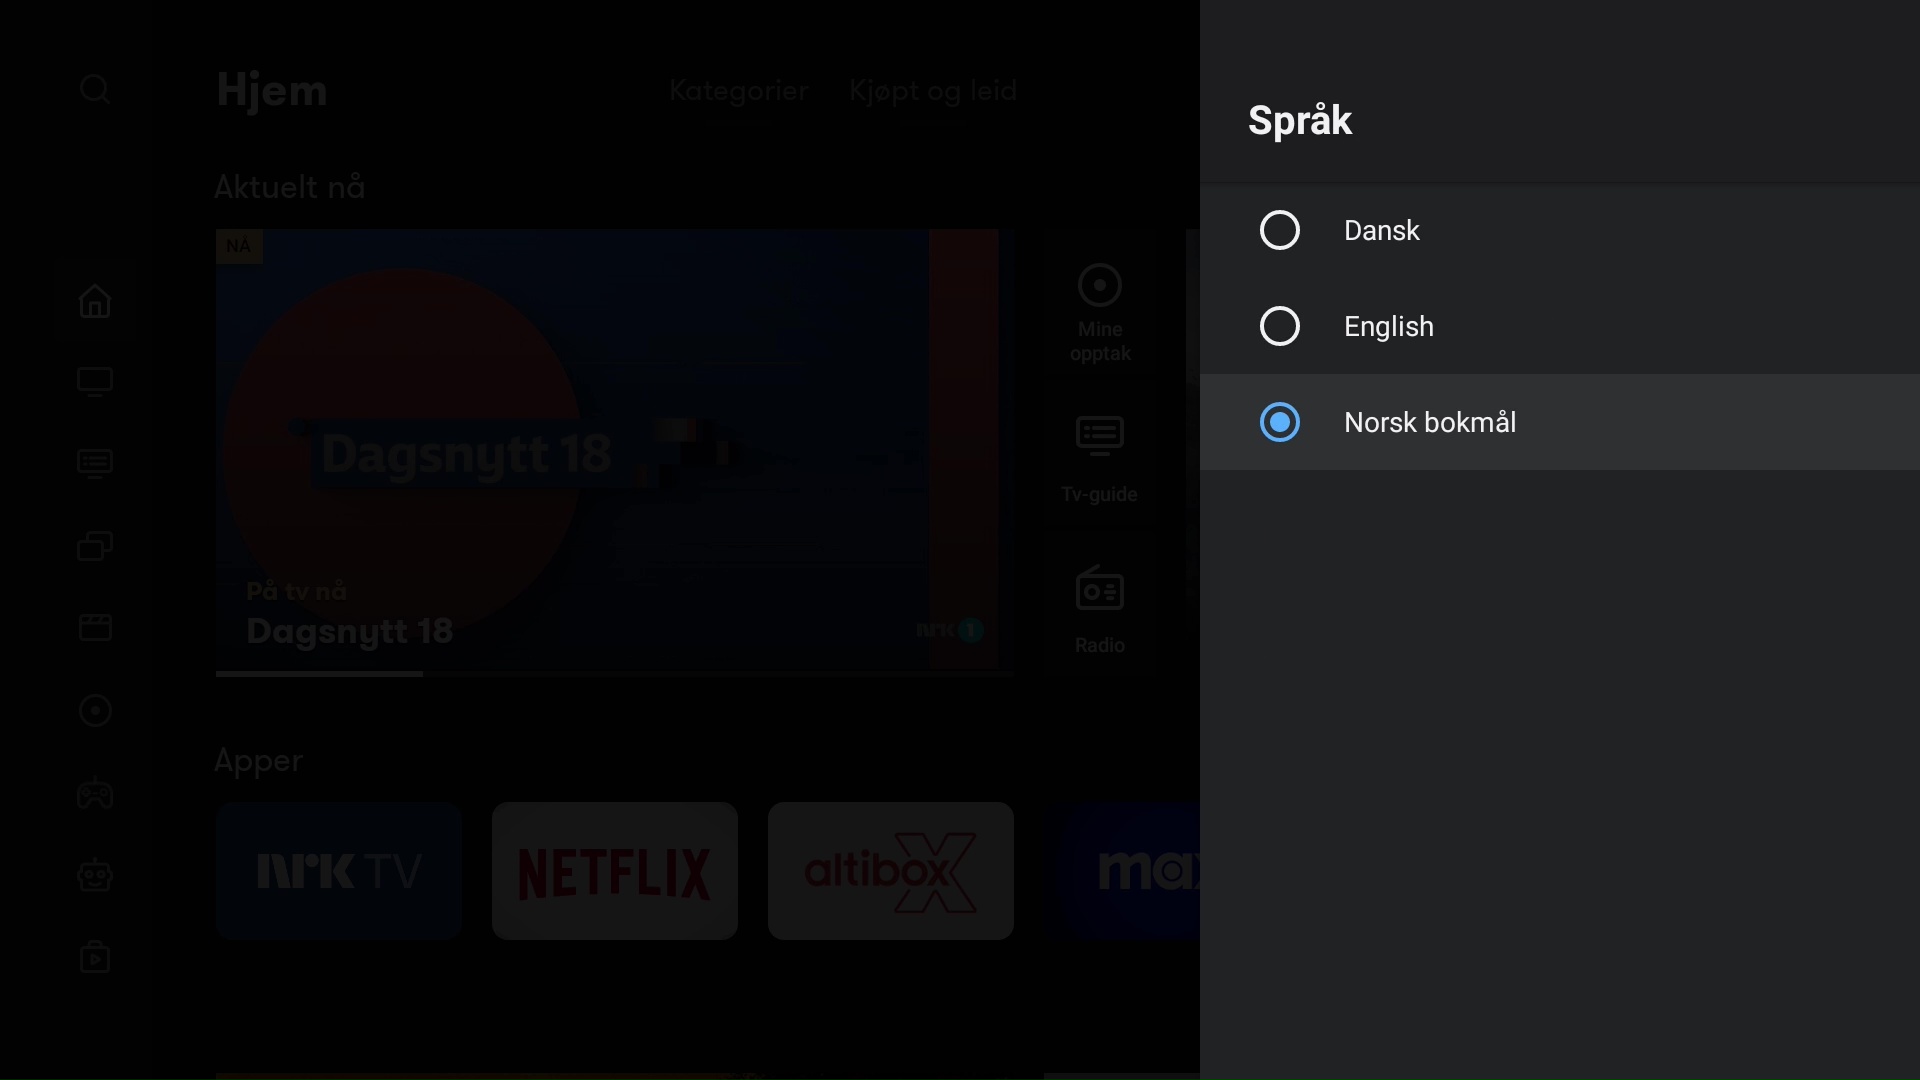 Hjem
Kategorier
Kjøpt og leid
Aktuelt nå
NÅ
Dagsnytt 18
På tv nå
Dagsnytt 18
nrk 1
Mine
opptak
Tv-guide
Radio
Apper
NRK TV
NETFLIX
altibox
max
Språk
Dansk
English
Norsk bokmål